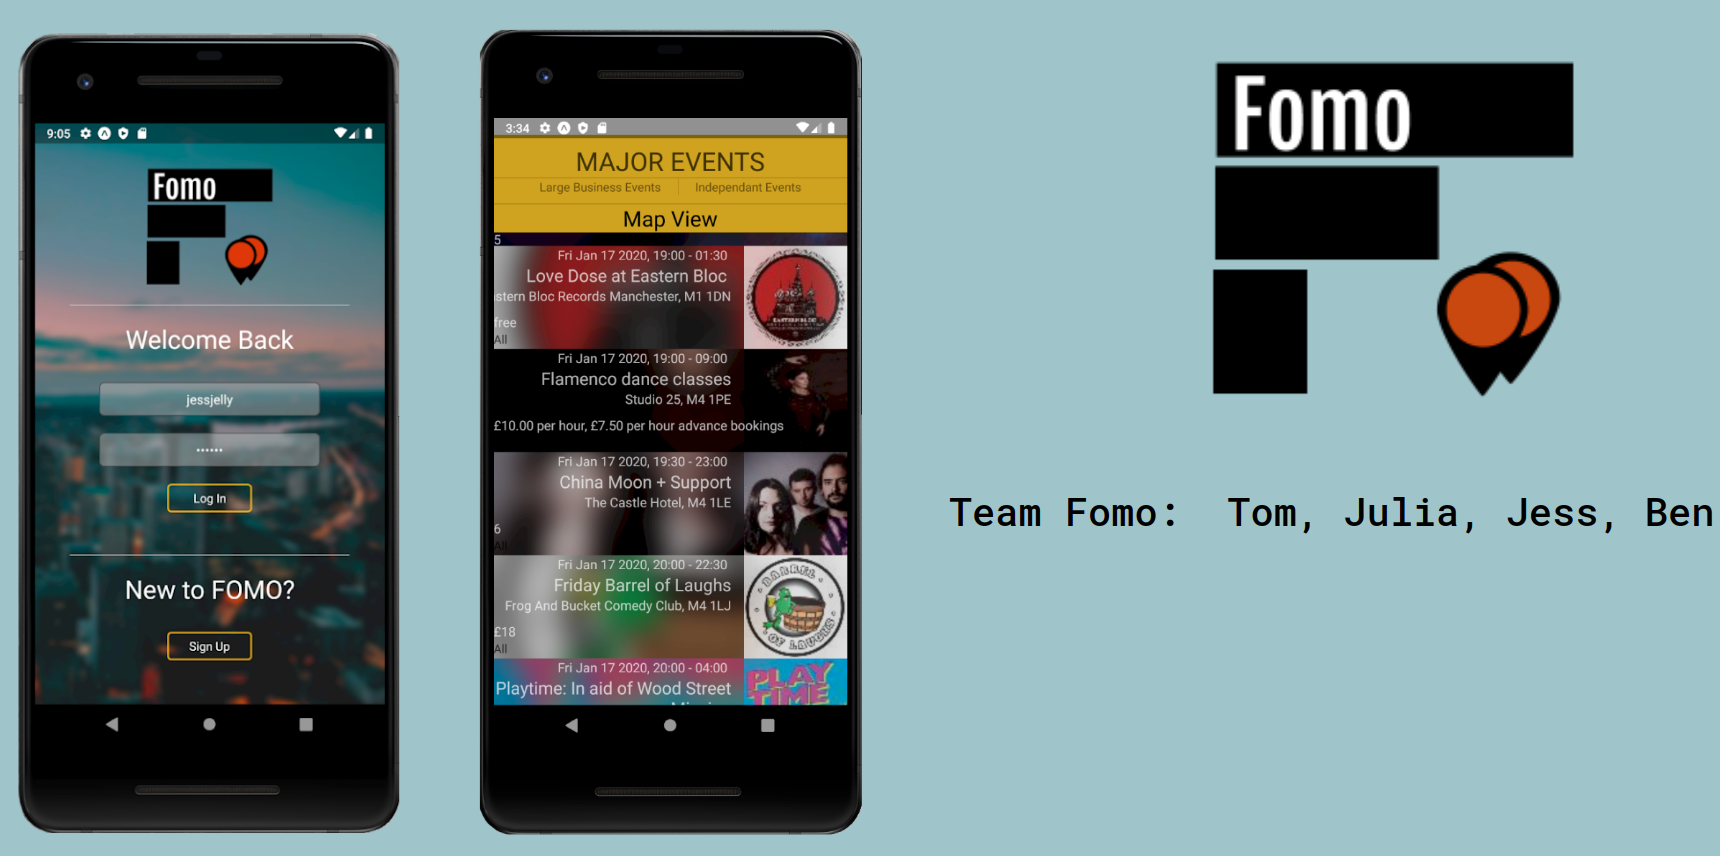 9:05
Fomo
Welcome Back
jessjelly
••••••
Log In
New to FOMO?
Sign Up
3:34
MAJOR EVENTS
Large Business Events
Independant Events
Map View
5
Fri Jan 17 2020, 19:00 - 01:30
Love Dose at Eastern Bloc
stern Bloc Records Manchester, M1 1DN
free
All
Fri Jan 17 2020, 19:00 - 09:00
Flamenco dance classes
Studio 25, M4 1PE
£10.00 per hour, £7.50 per hour advance bookings
Fri Jan 17 2020, 19:30 - 23:00
China Moon + Support
The Castle Hotel, M4 1LE
6
All
Fri Jan 17 2020, 20:00 - 22:30
Friday Barrel of Laughs
Frog And Bucket Comedy Club, M4 1LJ
£18
All
BARREL
OF LAUGHS
Fri Jan 17 2020, 20:00 - 04:00
Playtime: In aid of Wood Street
PLAY
TIME
Fomo
Team Fomo: Tom, Julia, Jess, Ben